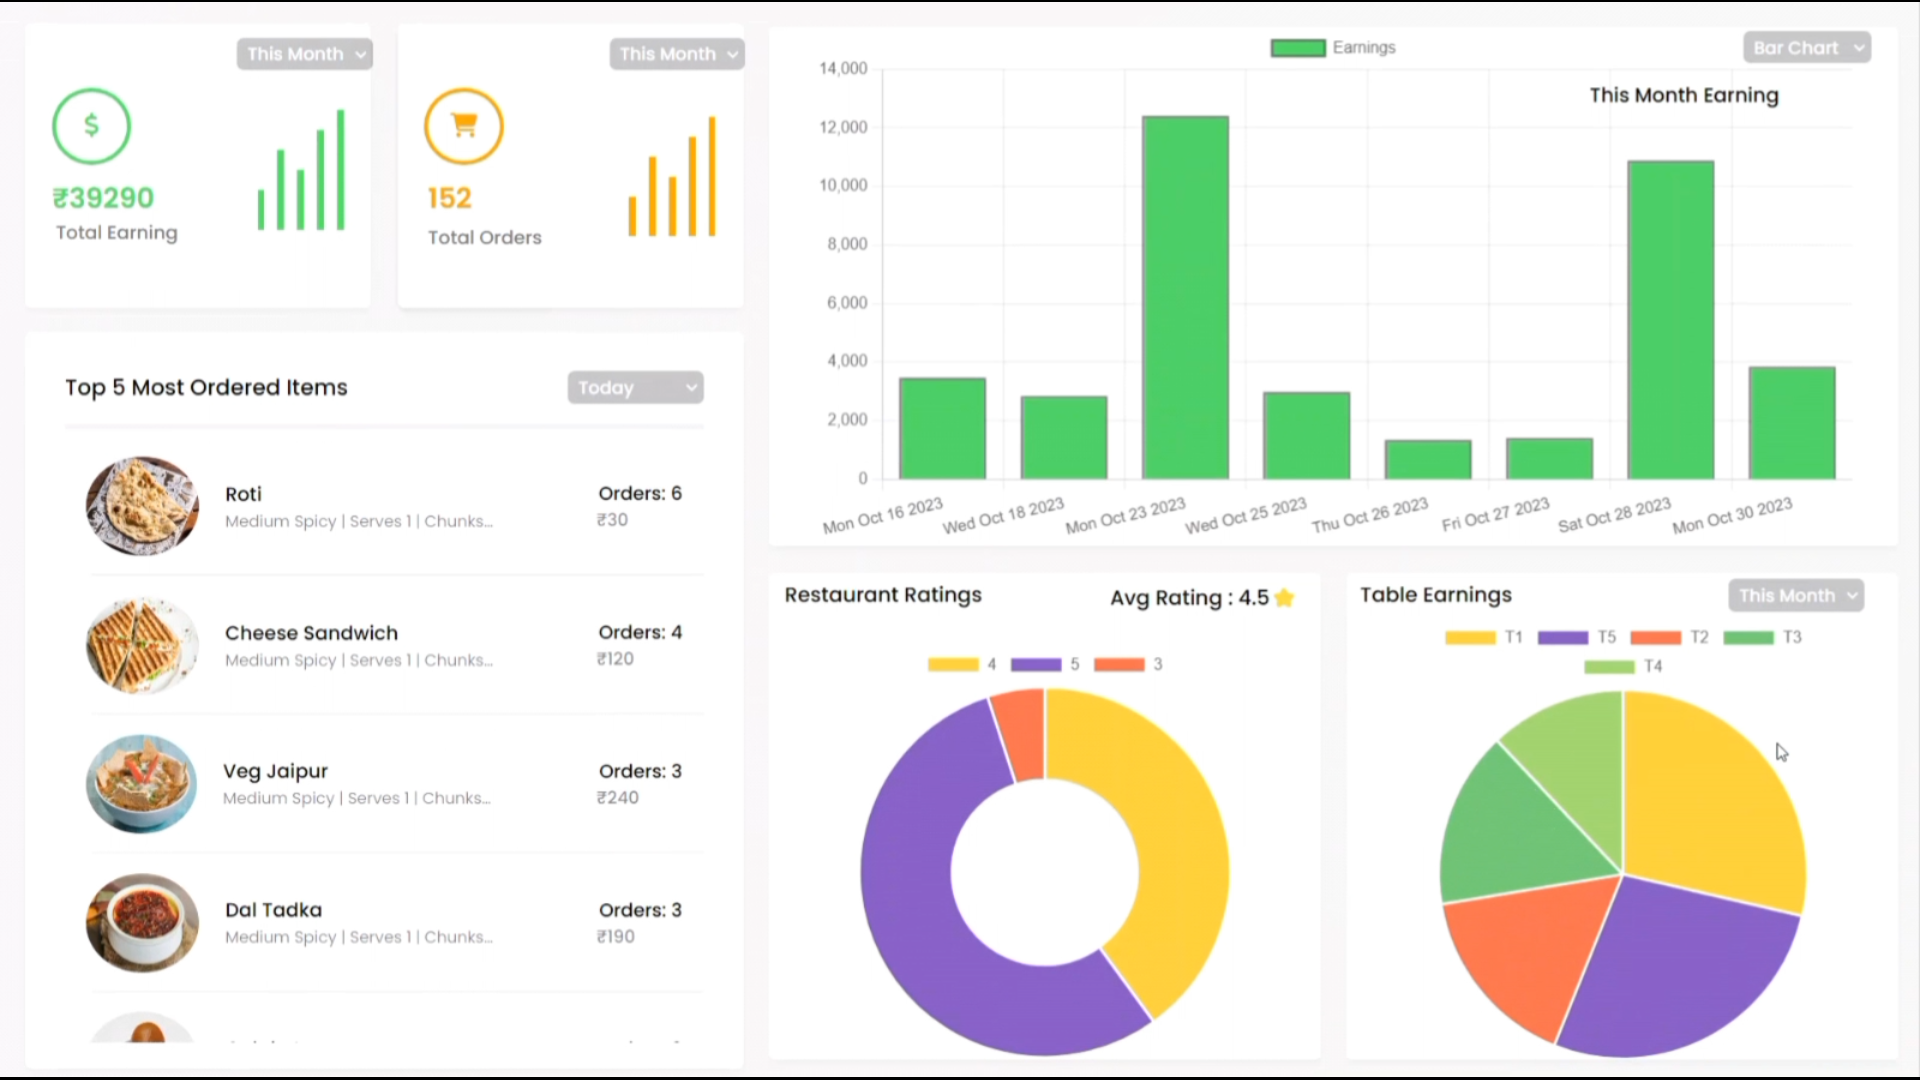 This Month
$
₹39290
Total Earning
This Month
152
Total Orders
Top 5 Most Ordered Items
Today
Roti
Medium Spicy | Serves 1 | Chunks...
Orders: 6
₹30
Cheese Sandwich
Medium Spicy | Serves 1 | Chunks...
Orders: 4
₹120
Veg Jaipur
Medium Spicy | Serves 1 | Chunks...
Orders: 3
₹240
Dal Tadka
Medium Spicy | Serves 1 | Chunks...
Orders: 3
₹190
Earnings
Bar Chart
This Month Earning
14,000
12,000
10,000
8,000
6,000
4,000
2,000
0
Mon Oct 16 2023
Wed Oct 18 2023
Mon Oct 23 2023
Wed Oct 25 2023
Thu Oct 26 2023
Fri Oct 27 2023
Sat Oct 28 2023
Mon Oct 30 2023
Restaurant Ratings
Avg Rating : 4.5
4 5 3
Table Earnings
This Month
T1 T5 T2 T3
T4